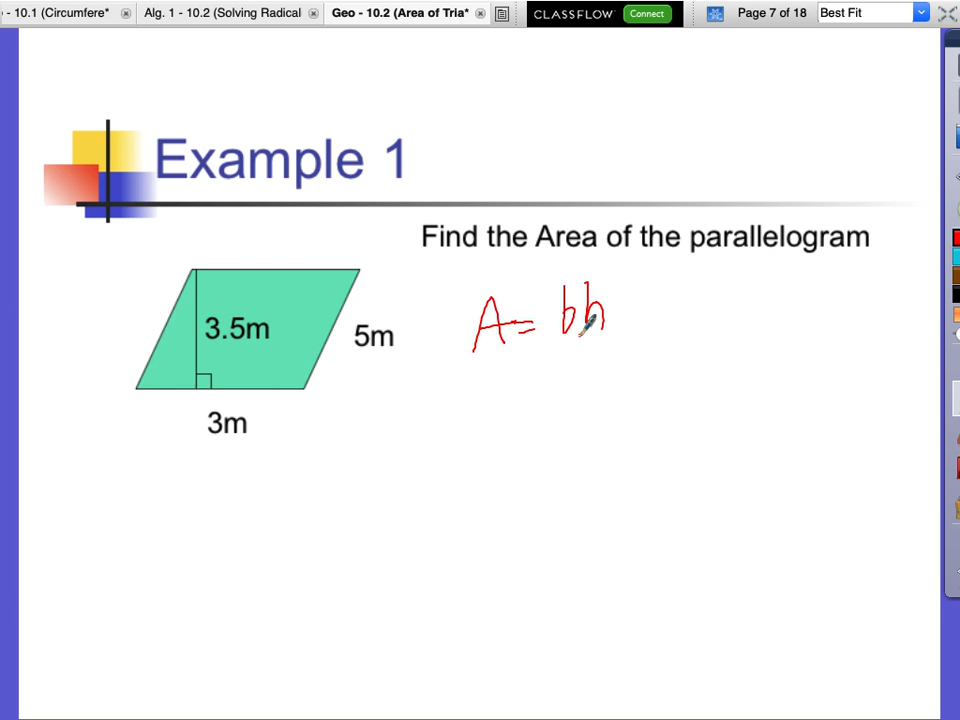 - 10.1 (Circumfere* Alg. 1 - 10.2 (Solving Radical Geo - 10.2 (Area of Tria* CLASSFLOW Connect Page 7 of 18 Best Fit
Example 1
Find the Area of the parallelogram
A = bh
3.5m
5m
3m